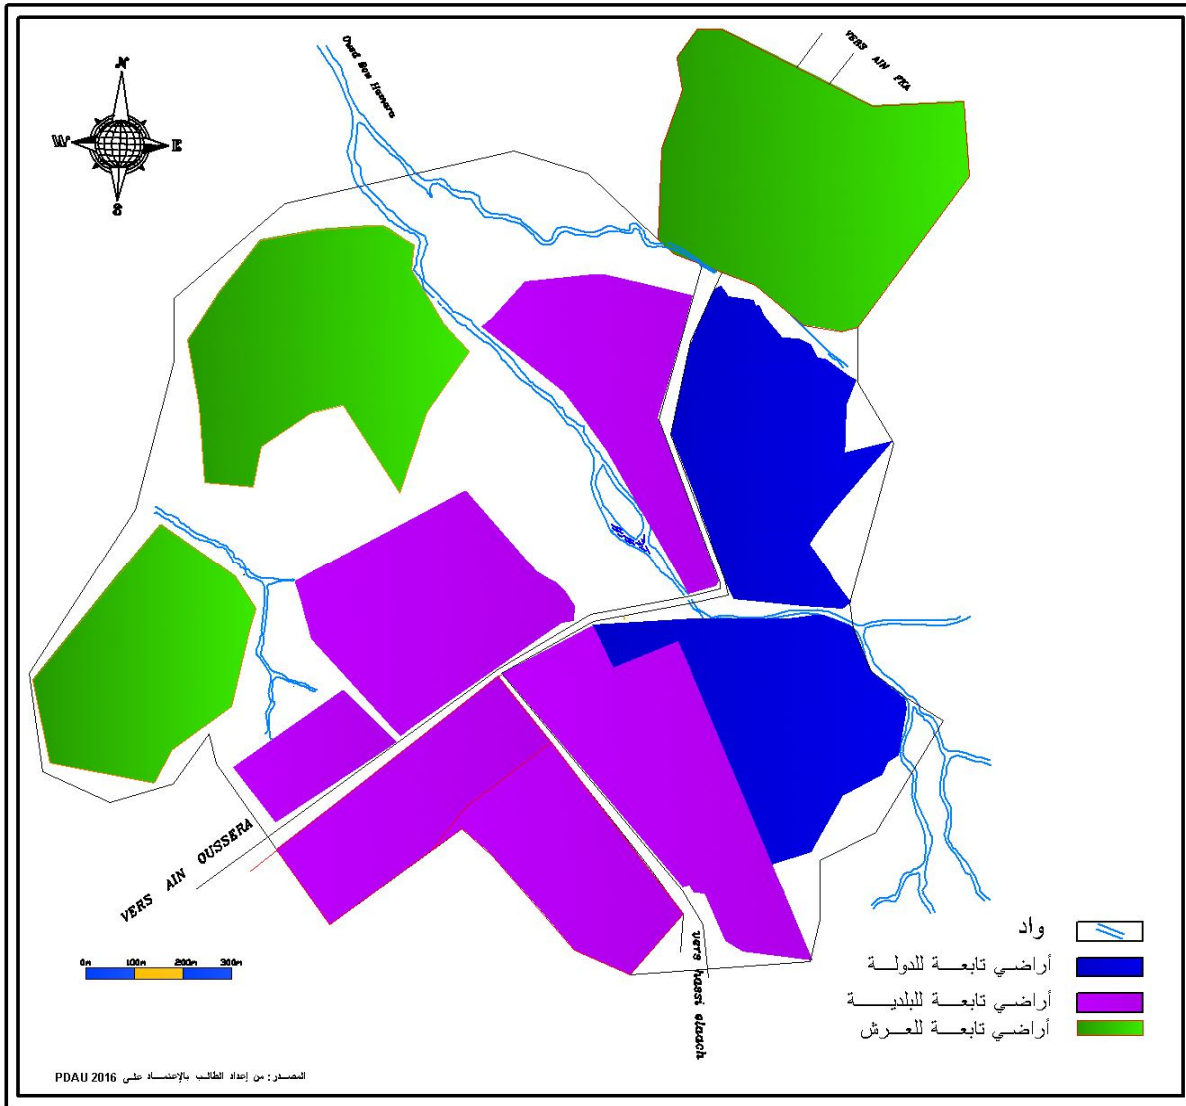 N
W
E
S
Oued Bou Hamara
VERS AIN FKA
VERS AIN OUSSERA
vers hassi elaach
0m 100m 200m 300m
واد
أراضي تابعة للدولة
أراضي تابعة للبلدية
أراضي تابعة للعرش
المصدر: من إعداد الطالب بالإعتماد على PDAU 2016